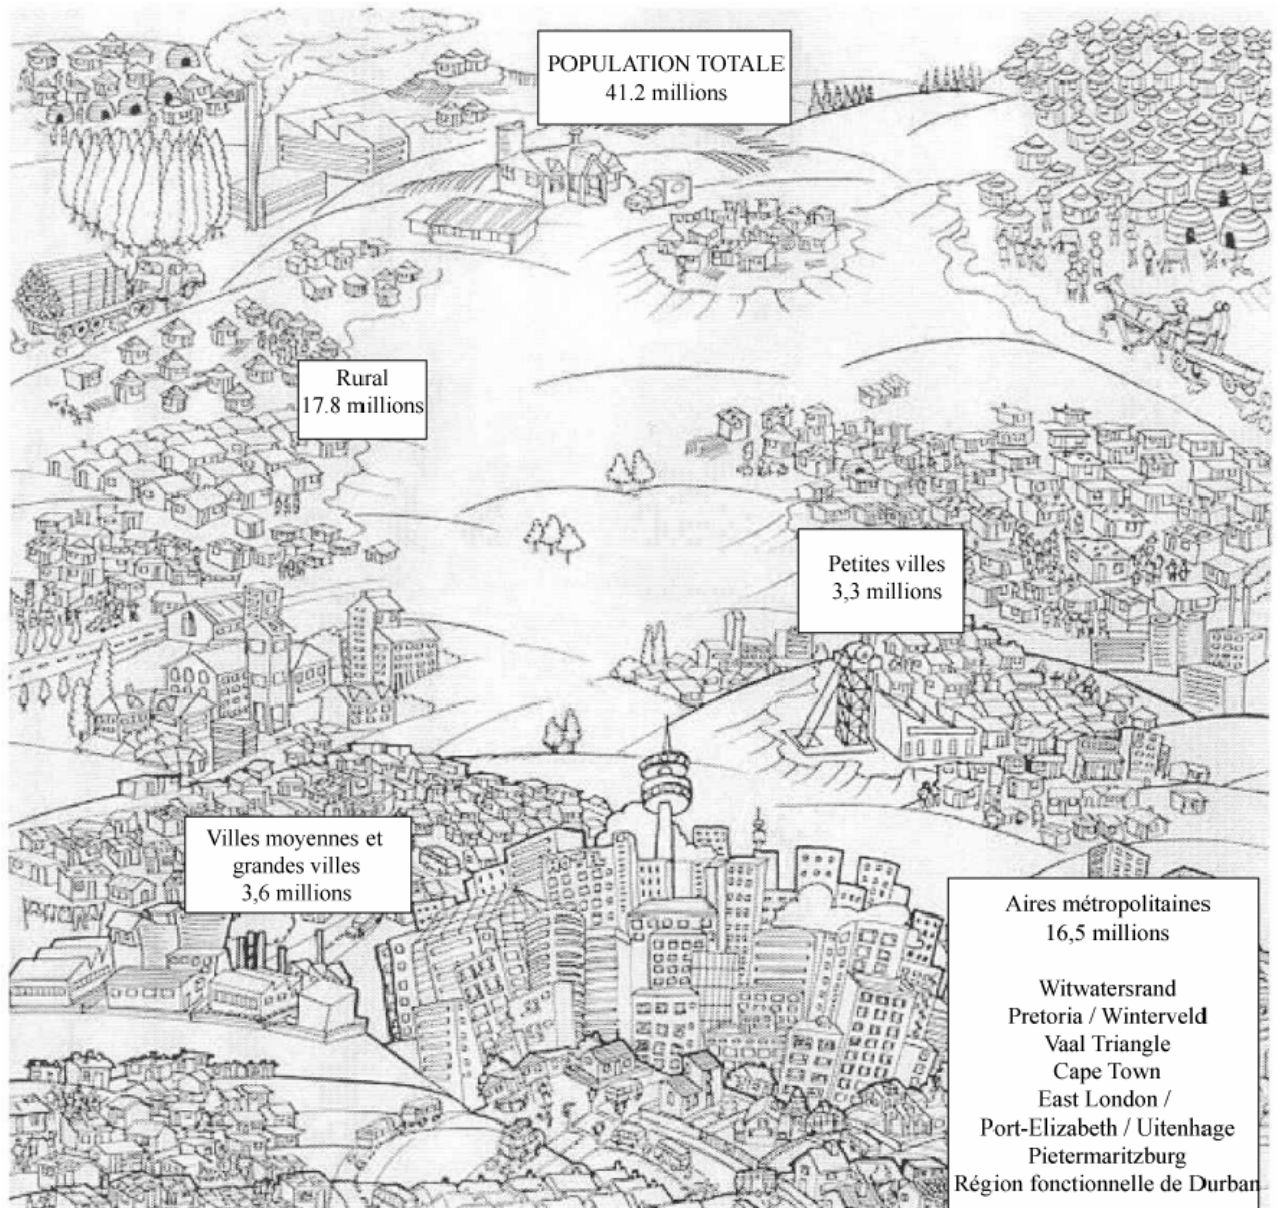 POPULATION TOTALE
41.2 millions
Rural
17.8 millions
Petites villes
3,3 millions
Villes moyennes et
grandes villes
3,6 millions
Aires métropolitaines
16,5 millions
Witwatersrand
Pretoria / Winterveld
Vaal Triangle
Cape Town
East London /
Port-Elizabeth / Uitenhage
Pietermaritzburg
Région fonctionnelle de Durban